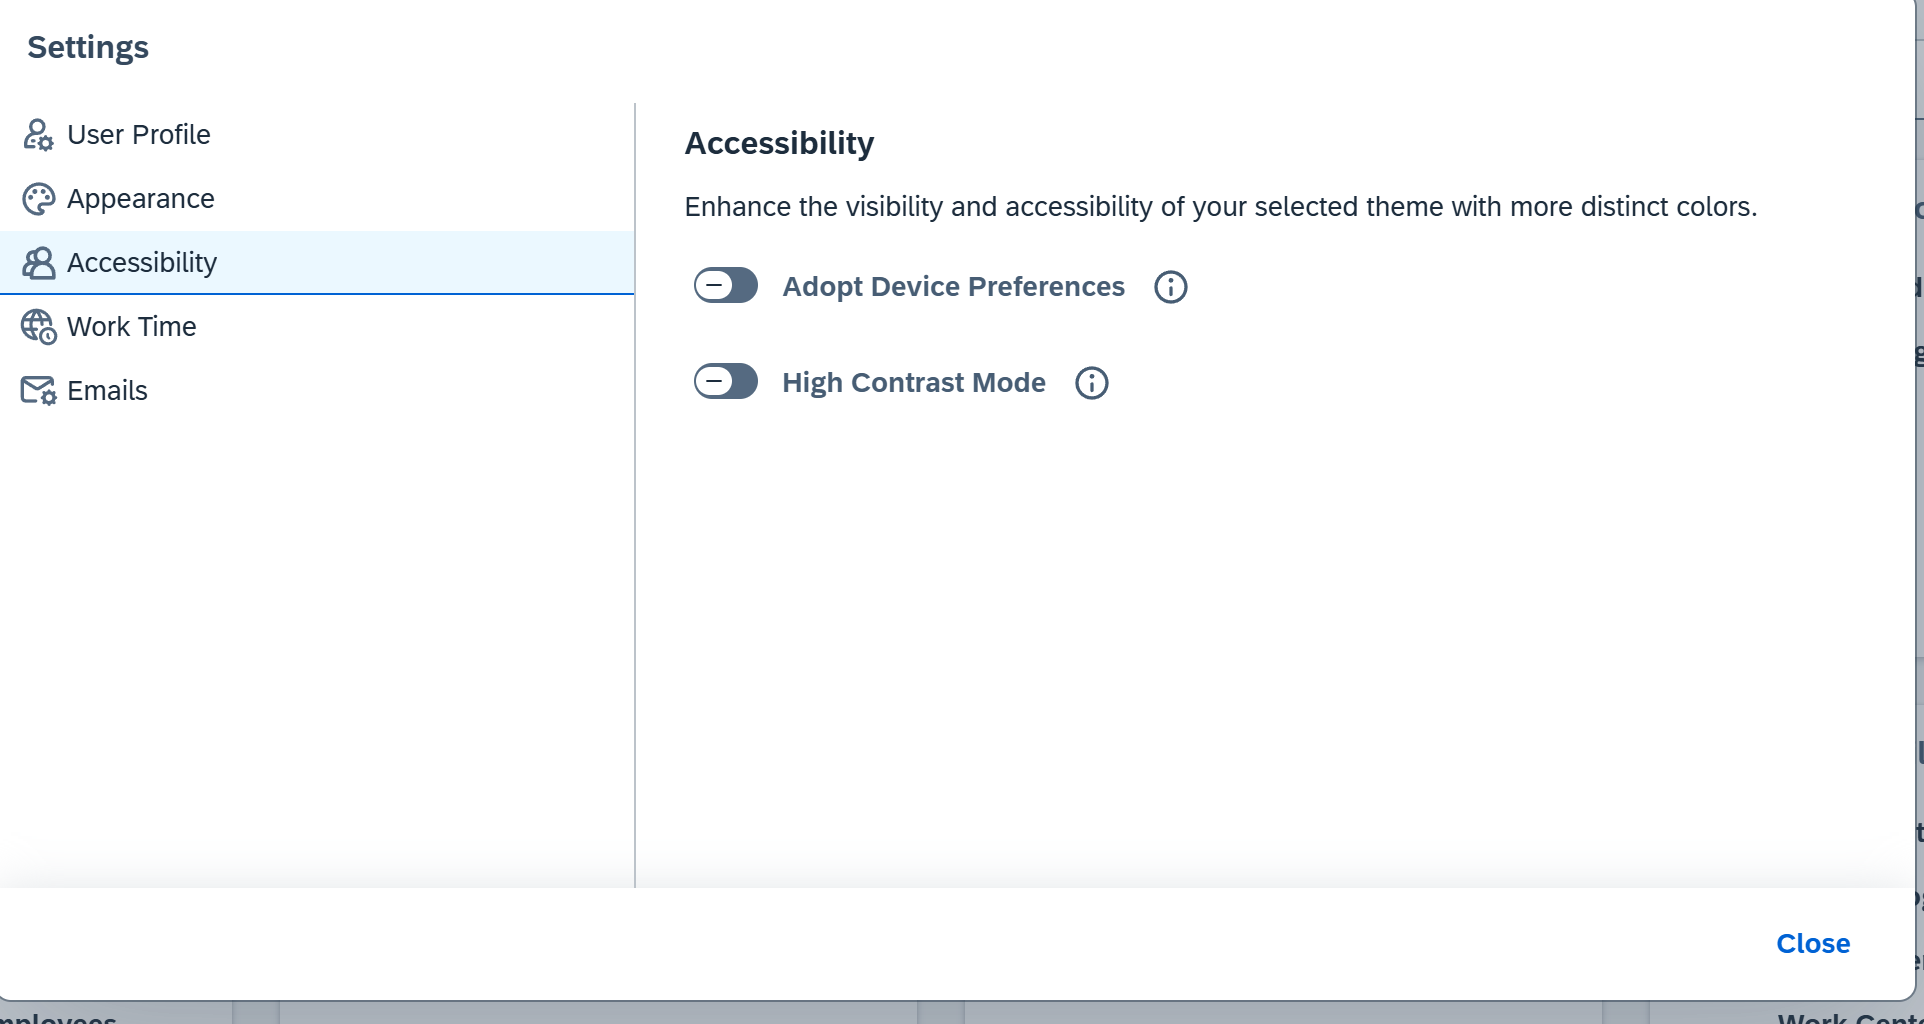 Settings
User Profile
Appearance
Accessibility
Work Time
Emails
Accessibility
Enhance the visibility and accessibility of your selected theme with more distinct colors.
Adopt Device Preferences
High Contrast Mode
Close